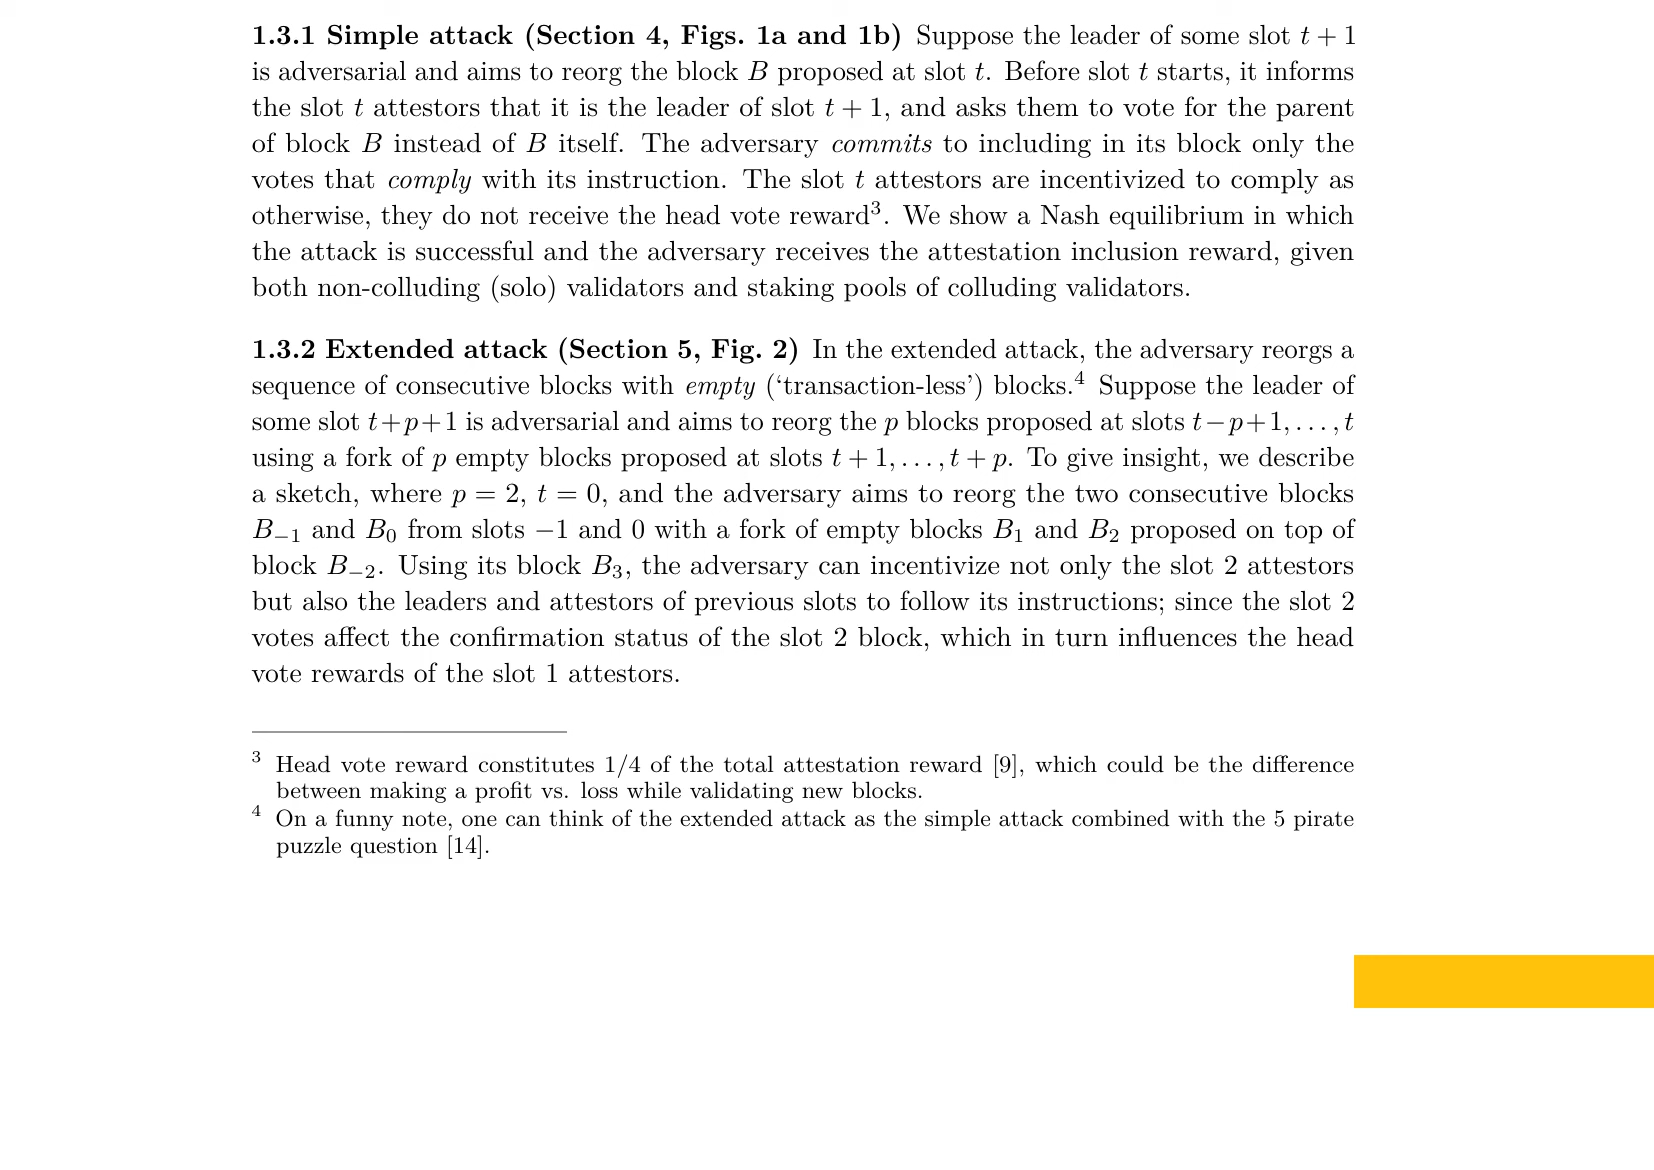 1.3.1 Simple attack (Section 4, Figs. 1a and 1b) Suppose the leader of some slot t + 1
is adversarial and aims to reorg the block B proposed at slot t. Before slot t starts, it informs
the slot t attestors that it is the leader of slot t + 1, and asks them to vote for the parent
of block B instead of B itself. The adversary commits to including in its block only the
votes that comply with its instruction. The slot t attestors are incentivized to comply as
otherwise, they do not receive the head vote reward³. We show a Nash equilibrium in which
the attack is successful and the adversary receives the attestation inclusion reward, given
both non-colluding (solo) validators and staking pools of colluding validators.
1.3.2 Extended attack (Section 5, Fig. 2) In the extended attack, the adversary reorgs a
sequence of consecutive blocks with empty (‘transaction-less’) blocks.⁴ Suppose the leader of
some slot t+p+1 is adversarial and aims to reorg the p blocks proposed at slots t−p+1, . . . , t
using a fork of p empty blocks proposed at slots t + 1, . . . , t + p. To give insight, we describe
a sketch, where p = 2, t = 0, and the adversary aims to reorg the two consecutive blocks
B₋₁ and B₀ from slots −1 and 0 with a fork of empty blocks B₁ and B₂ proposed on top of
block B₋₂. Using its block B₃, the adversary can incentivize not only the slot 2 attestors
but also the leaders and attestors of previous slots to follow its instructions; since the slot 2
votes affect the confirmation status of the slot 2 block, which in turn influences the head
vote rewards of the slot 1 attestors.
³ Head vote reward constitutes 1/4 of the total attestation reward [9], which could be the difference
between making a profit vs. loss while validating new blocks.
⁴ On a funny note, one can think of the extended attack as the simple attack combined with the 5 pirate
puzzle question [14].